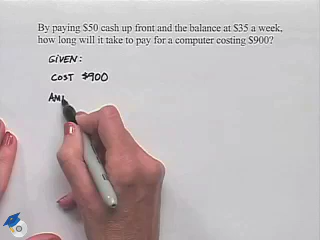 By paying $50 cash up front and the balance at $35 a week,
how long will it take to pay for a computer costing $900?
GIVEN:
COST $900
AM